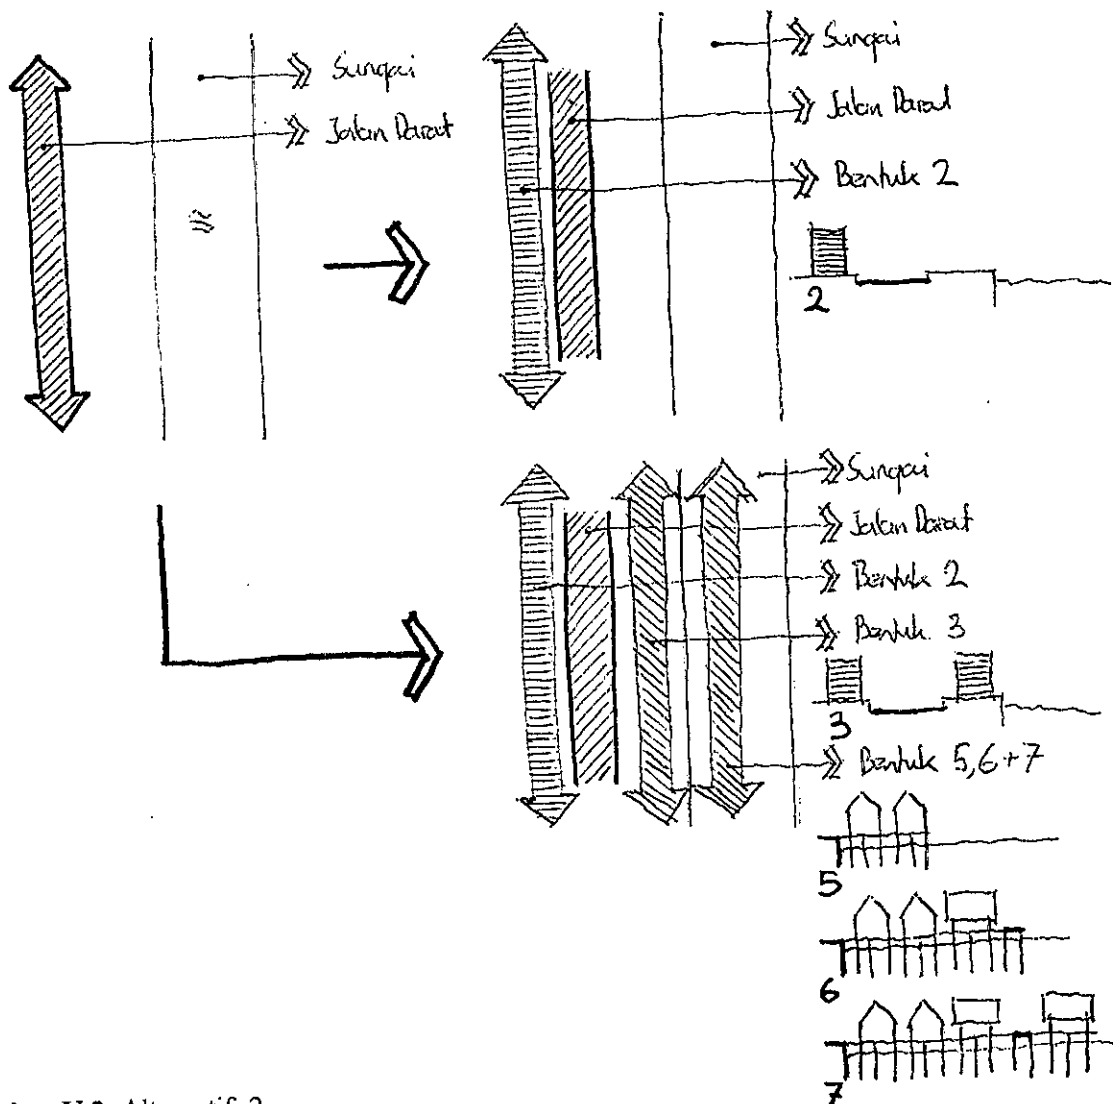 Sungai
Jalan Darat
Sungai
Jalan Darat
Bentuk 2
2
Sungai
Jalan Darat
Bentuk 2
Bentuk 3
3
Bentuk 5,6+7
5
6
7
V.2. Alternatif 2